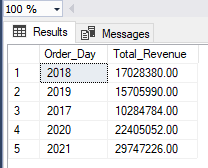 100 %
Results Messages
Order_Day Total_Revenue
1 2018 17028380.00
2 2019 15705990.00
3 2017 10284784.00
4 2020 22405052.00
5 2021 29747226.00